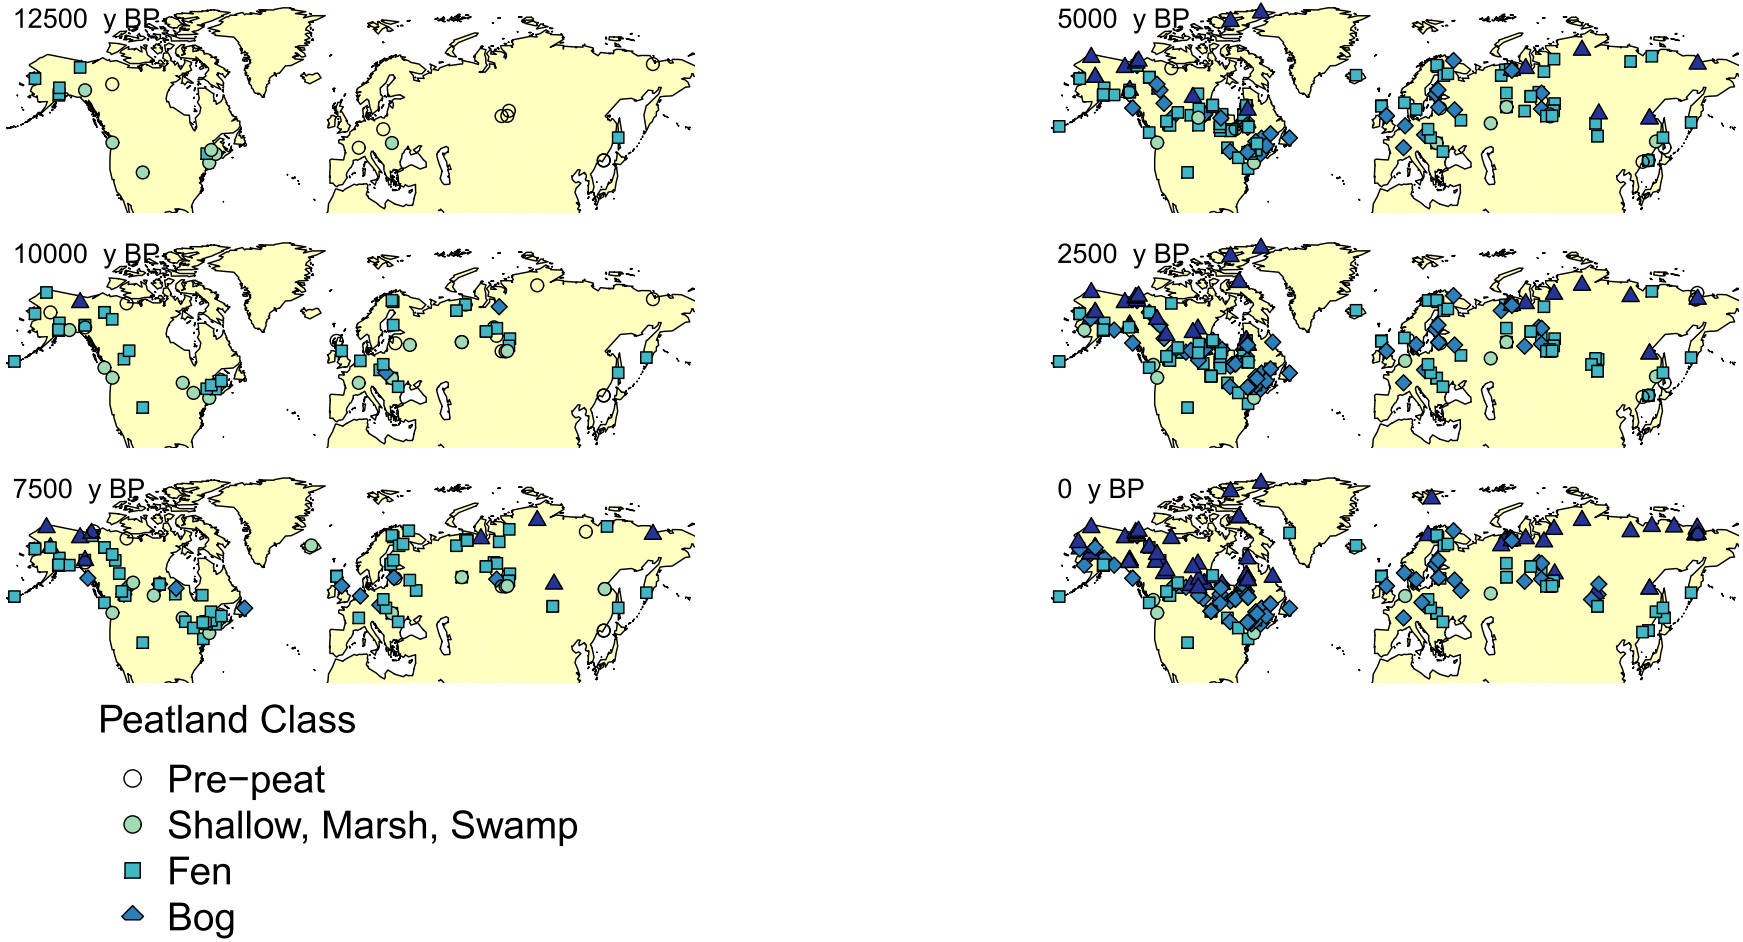 12500 y BP
10000 y BP
7500 y BP
5000 y BP
2500 y BP
0 y BP
Peatland Class
Pre−peat
Shallow, Marsh, Swamp
Fen
Bog